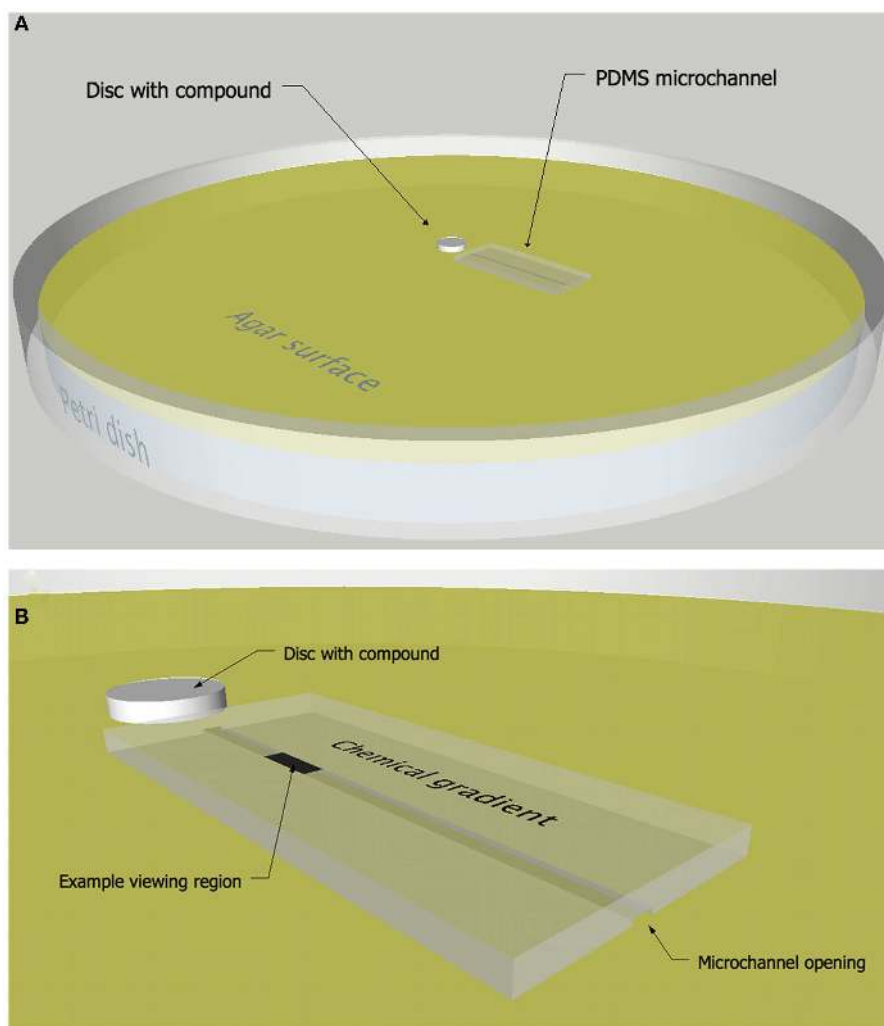 A
Disc with compound
PDMS microchannel
Agar surface
Petri dish
B
Disc with compound
Chemical gradient
Example viewing region
Microchannel opening